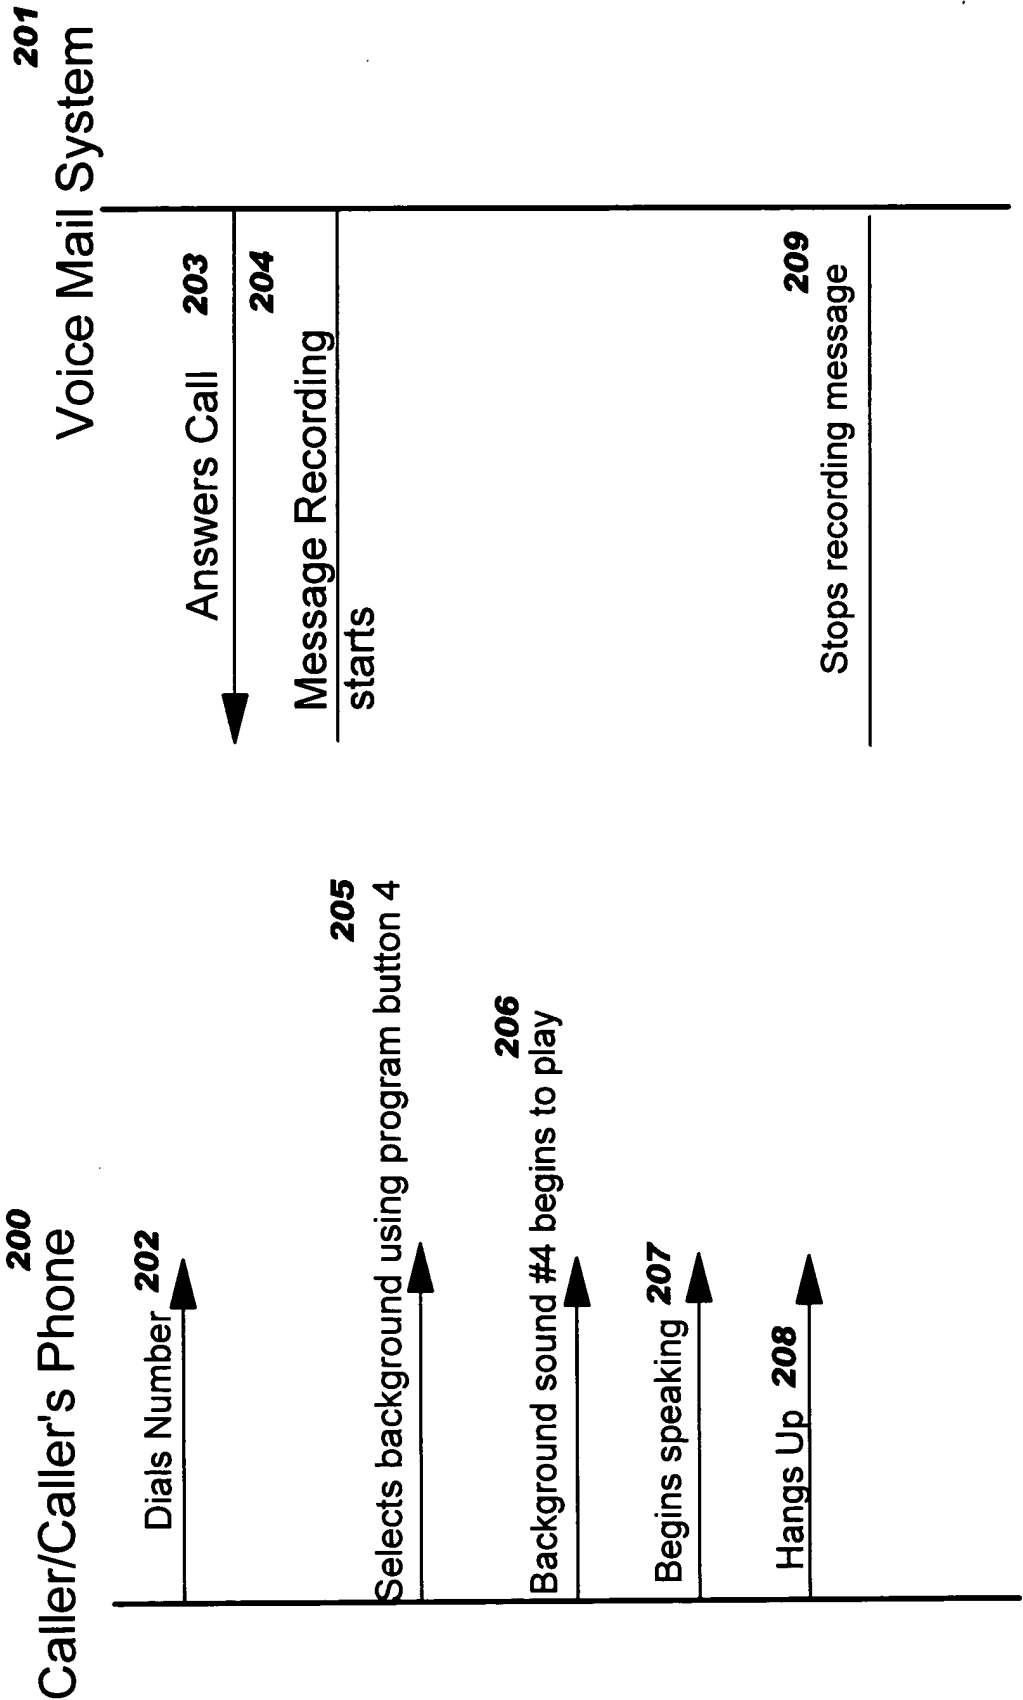 200
Caller/Caller's Phone
201
Voice Mail System
Dials Number 202
Answers Call 203
204
Message Recording
starts
205
Selects background using program button 4
206
Background sound #4 begins to play
Begins speaking 207
Hangs Up 208
209
Stops recording message